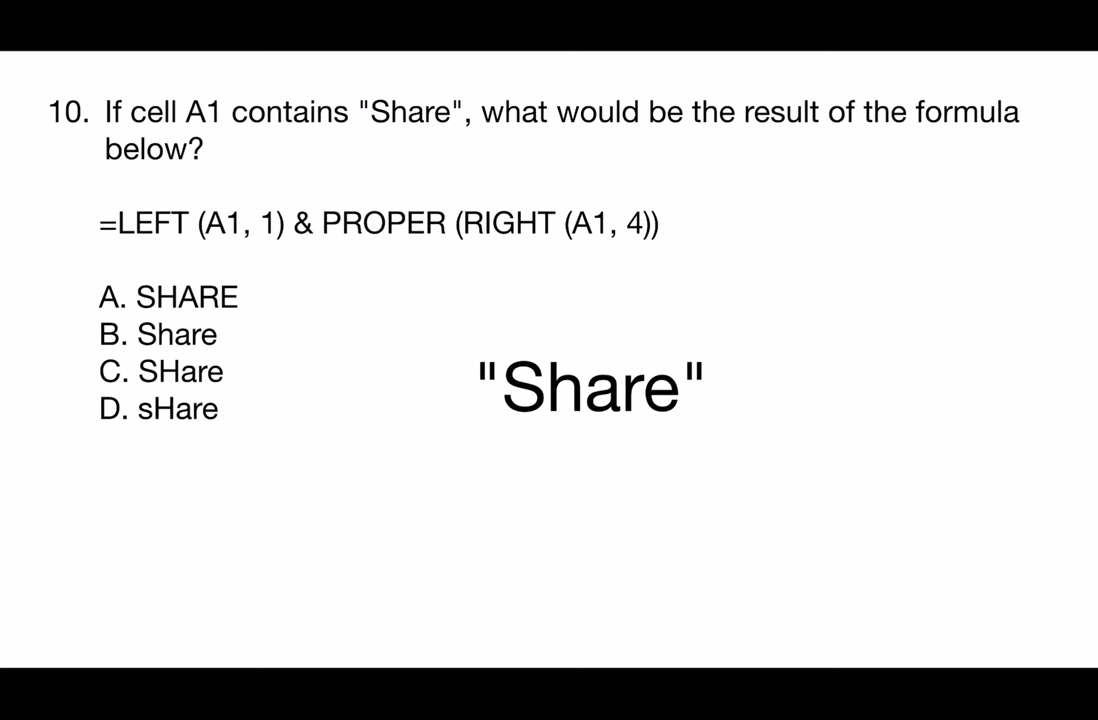 10. If cell A1 contains "Share", what would be the result of the formula
below?
=LEFT (A1, 1) & PROPER (RIGHT (A1, 4))
A. SHARE
B. Share
C. SHare
D. sHare
"Share"